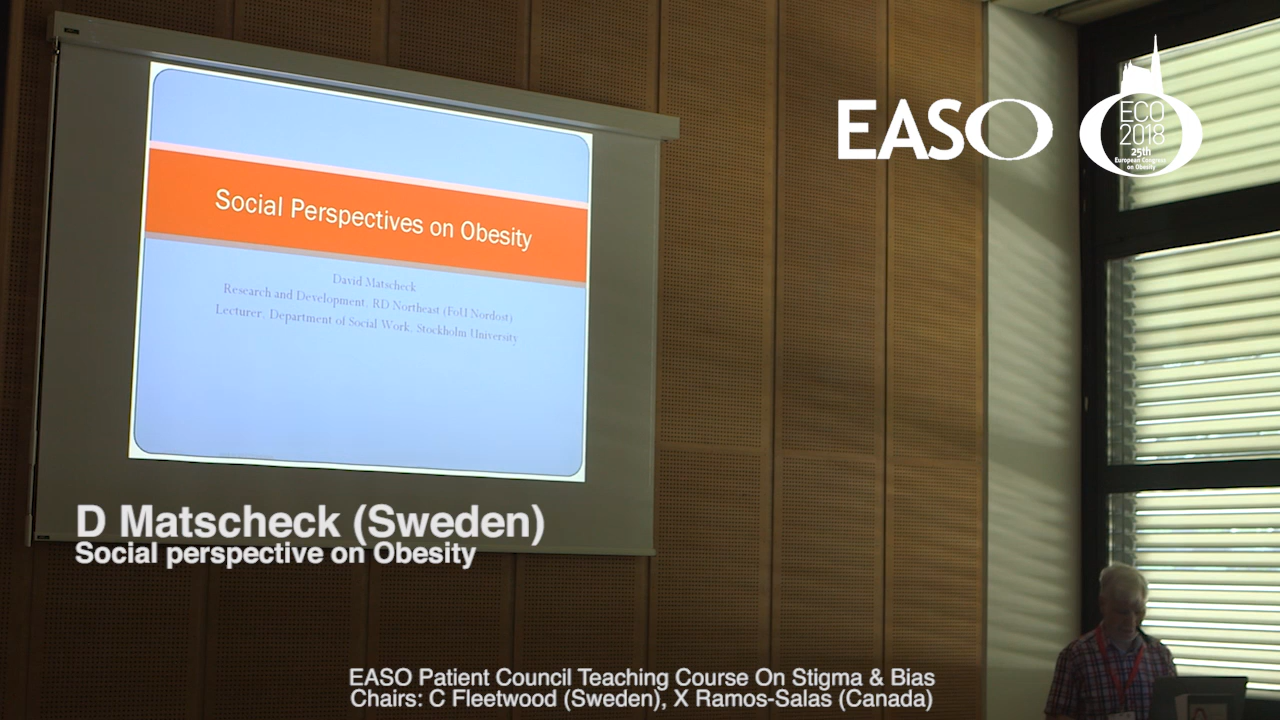 EASO
ECO
2018
25th
European Congress
on Obesity
Social Perspectives on Obesity
David Matscheck
Research and Development, RD Northeast (FoU Nordost)
Lecturer, Department of Social Work, Stockholm University
D Matscheck (Sweden)
Social perspective on Obesity
EASO Patient Council Teaching Course On Stigma & Bias
Chairs: C Fleetwood (Sweden), X Ramos-Salas (Canada)